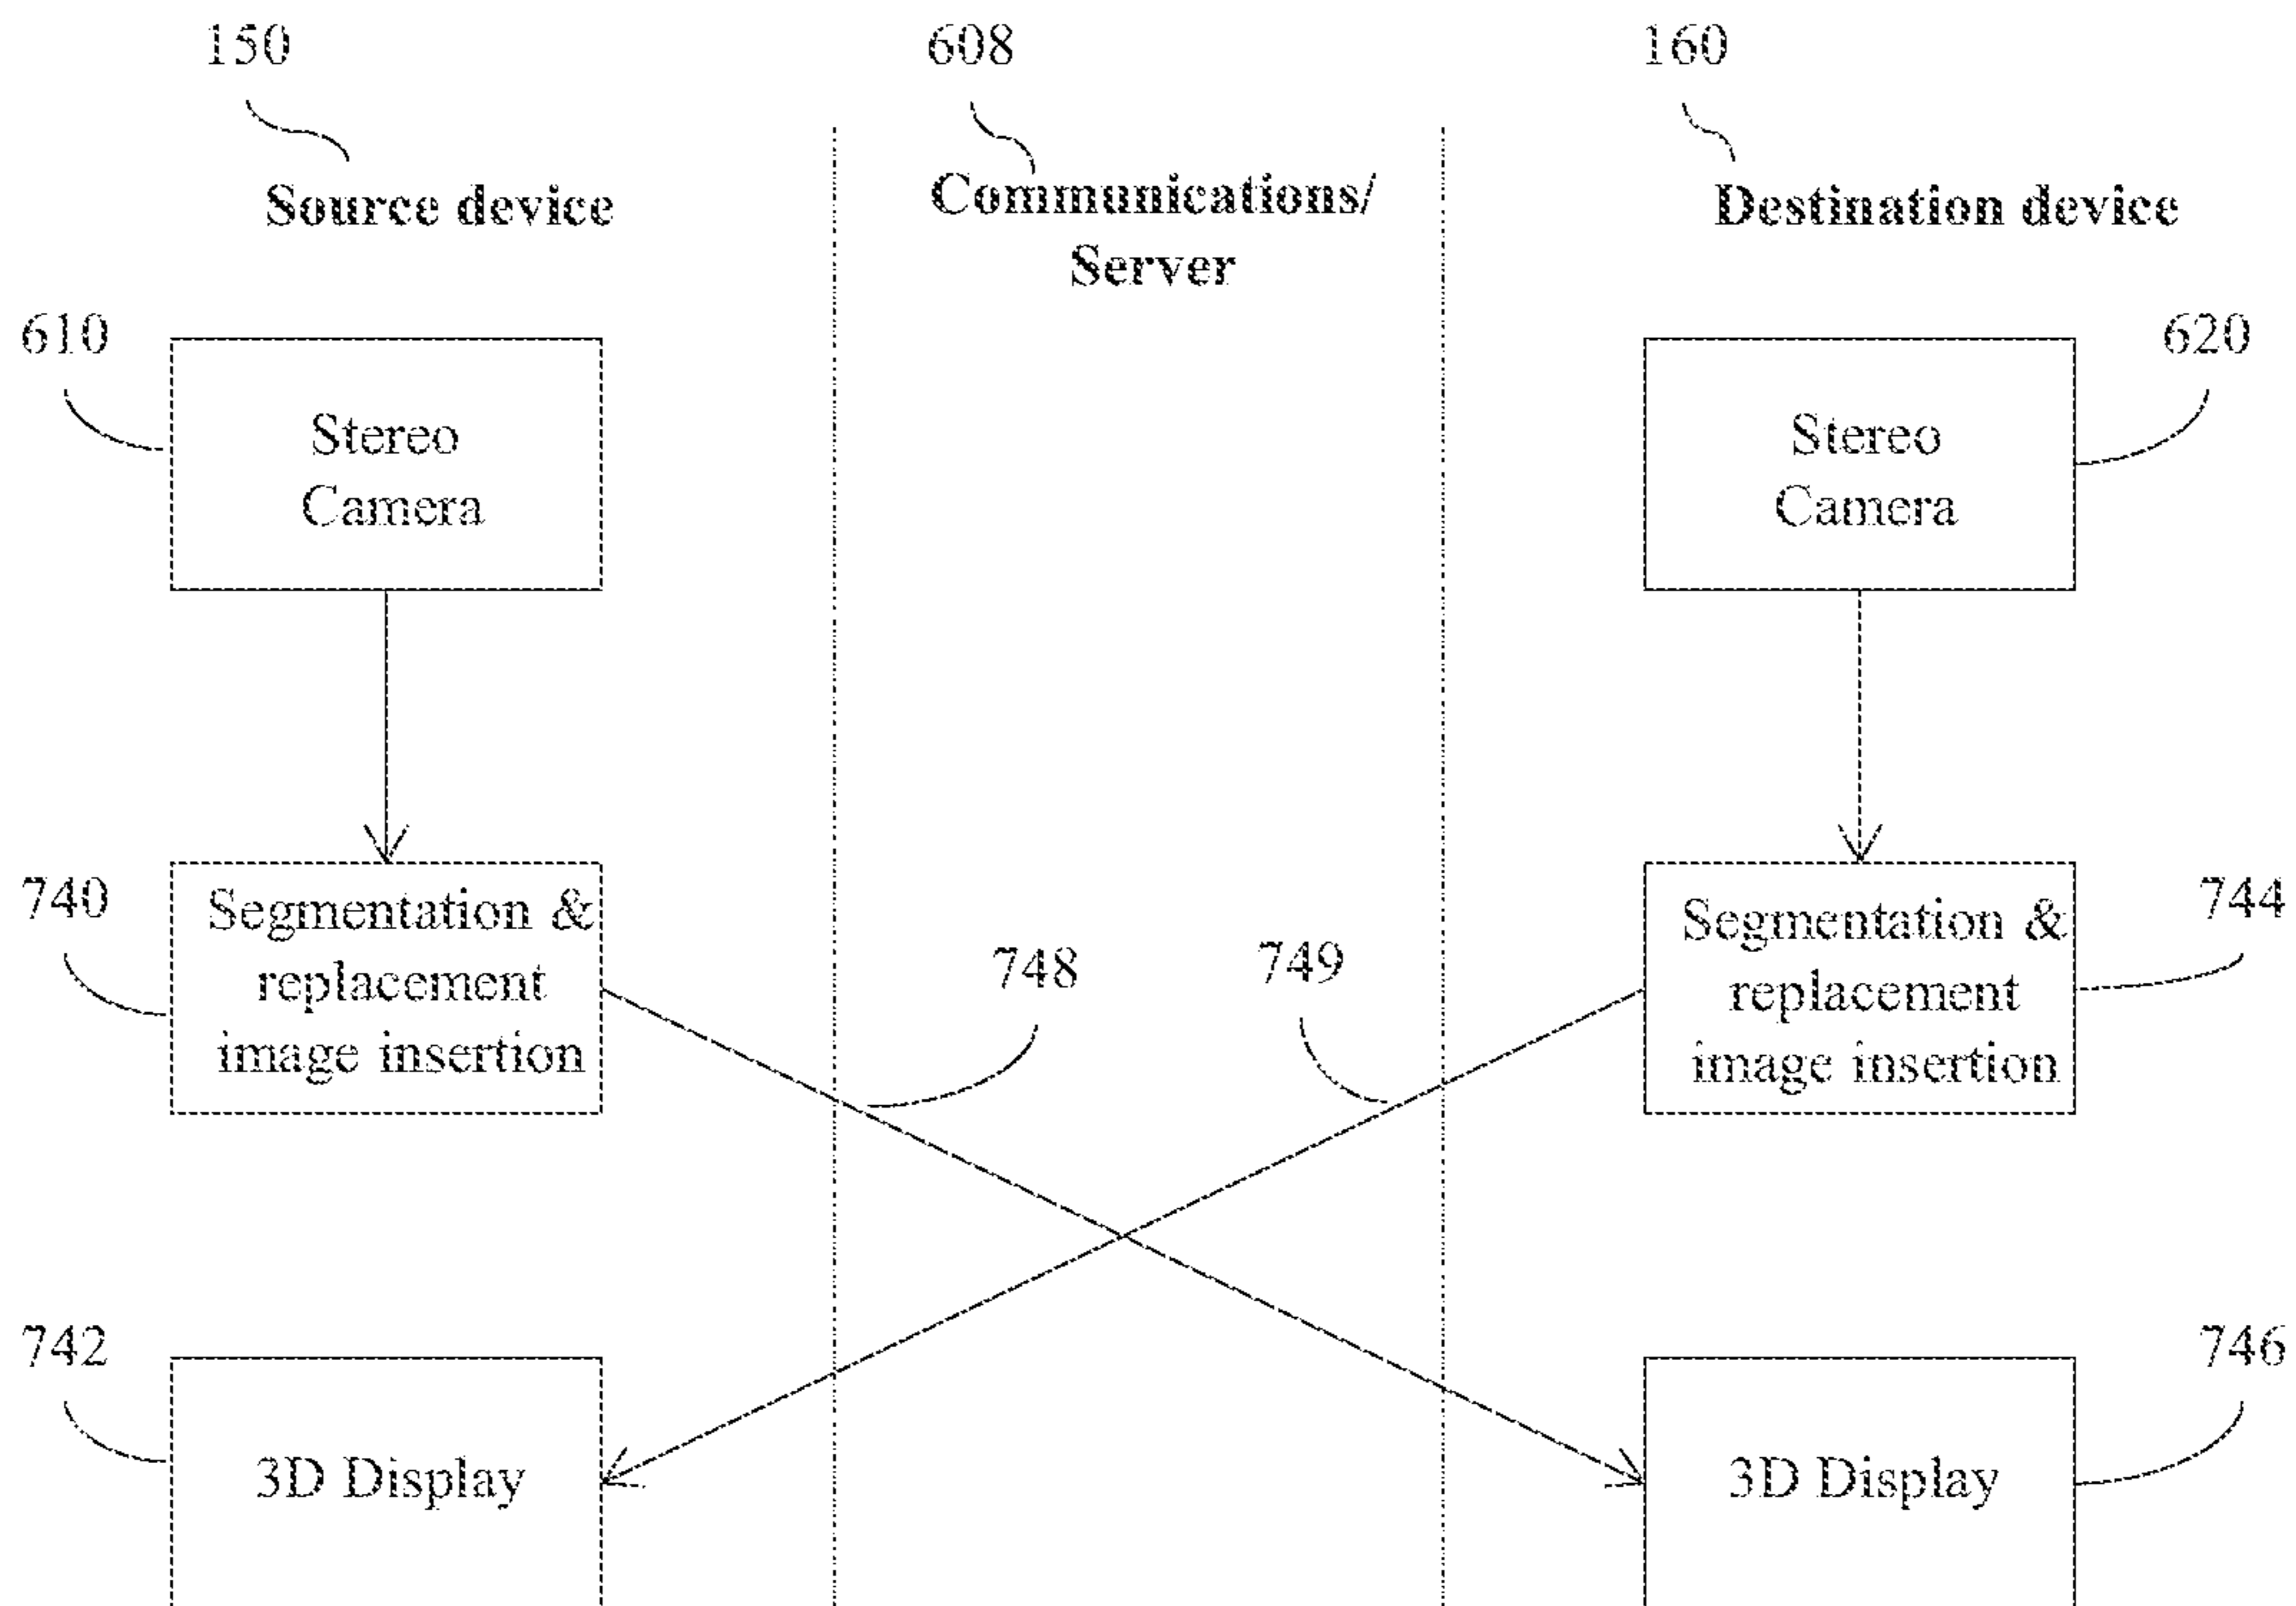 150
608
160
Source device
Communications/
Server
Destination device
610
620
Stereo
Camera
Stereo
Camera
740
744
Segmentation &
replacement
image insertion
748
749
Segmentation &
replacement
image insertion
742
746
3D Display
3D Display